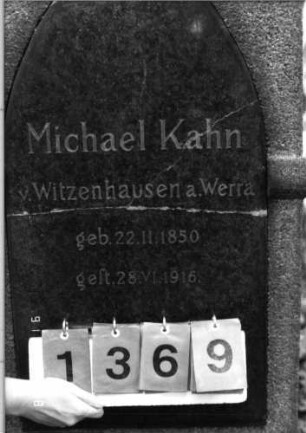 Michael Kahn
v. Witzenhausen a. Werra
geb. 22.II.1850
gest. 28.VI.1916.
1369